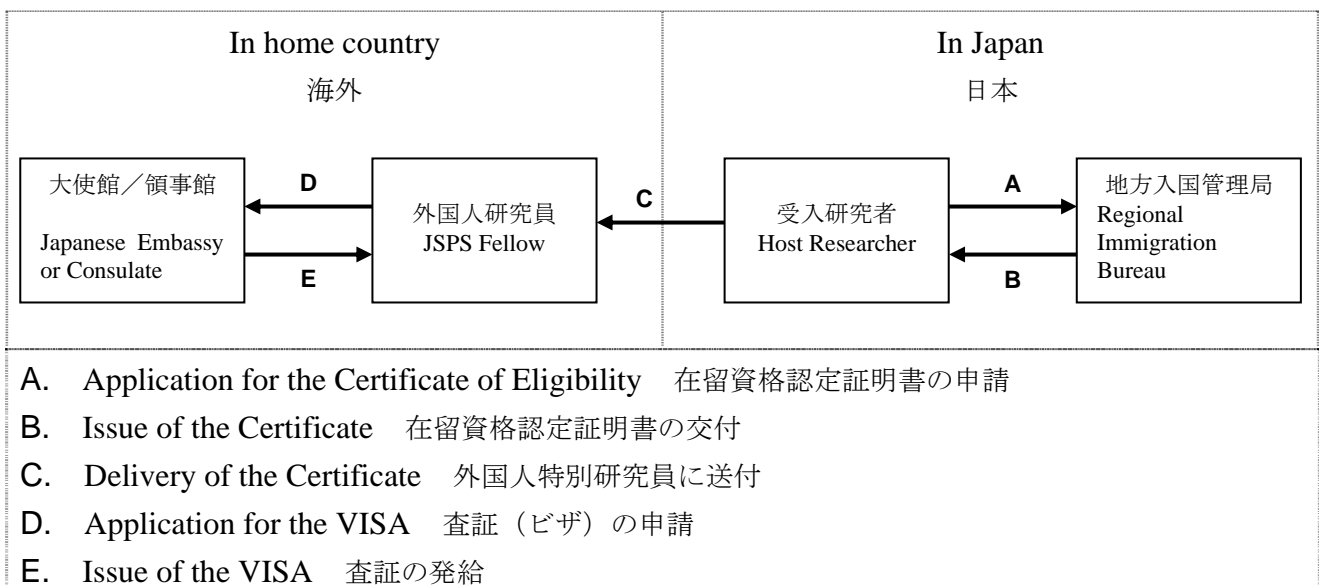 In home country
海外
In Japan
日本
大使館／領事館
Japanese Embassy
or Consulate
D
E
外国人研究員
JSPS Fellow
C
受入研究者
Host Researcher
A
B
地方入国管理局
Regional
Immigration
Bureau
A. Application for the Certificate of Eligibility 在留資格認定証明書の申請
B. Issue of the Certificate 在留資格認定証明書の交付
C. Delivery of the Certificate 外国人特別研究員に送付
D. Application for the VISA 査証（ビザ）の申請
E. Issue of the VISA 査証の発給